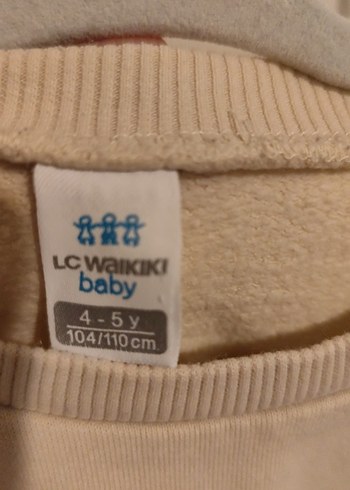 LC WAIKIKI
baby
4 - 5 y
104/110 cm